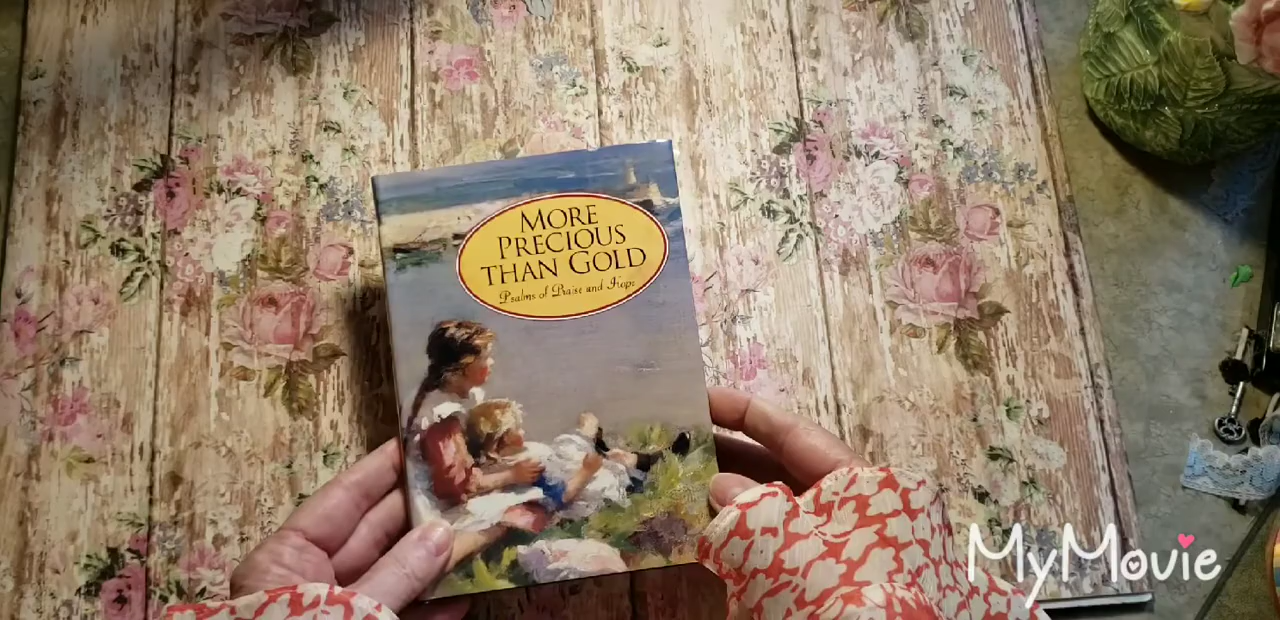 MORE
PRECIOUS
THAN GOLD
Psalms of Praise and Hope
MyMovie